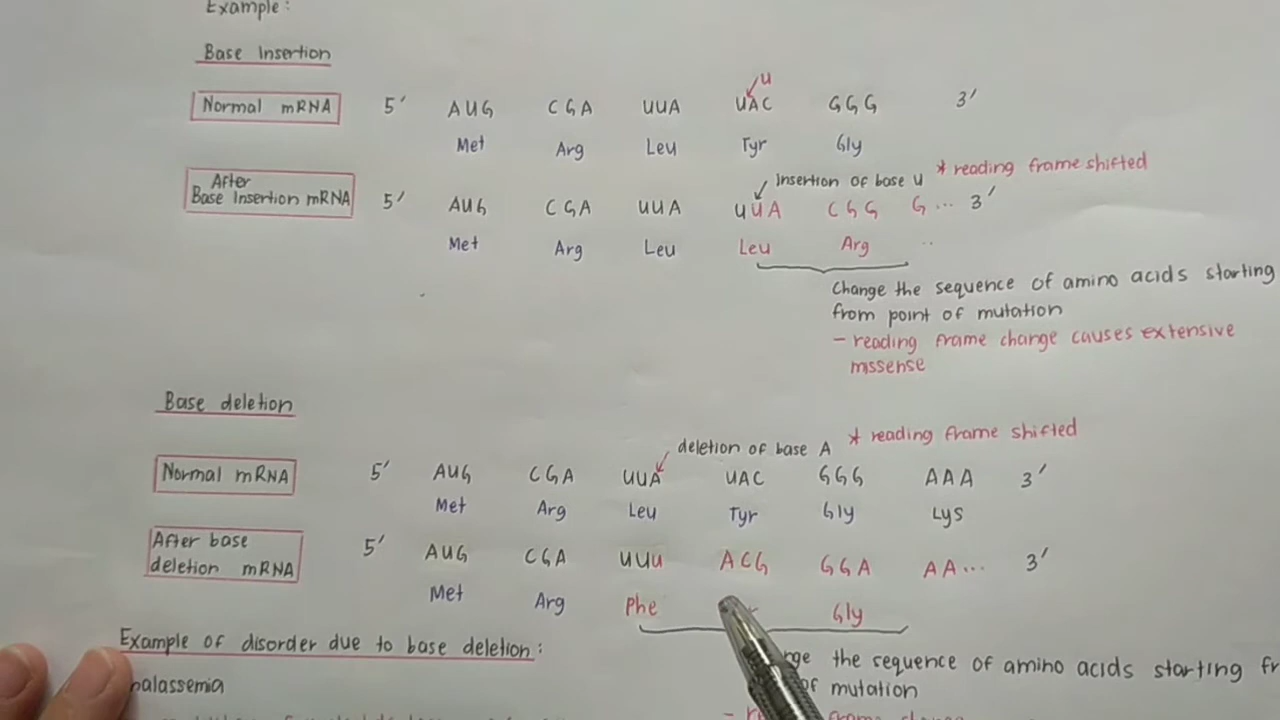 Example:
Base Insertion
U
Normal mRNA 5' AUG CGA UUA UAC GGG 3'
Met Arg Leu Tyr Gly
Insertion of base U * reading frame shifted
After
Base Insertion mRNA 5' AUG CGA UUA UUA CGG G... 3'
Met Arg Leu Leu Arg ..
Change the sequence of amino acids starting
from point of mutation
- reading frame change causes extensive
missense
Base deletion
deletion of base A * reading frame shifted
Normal mRNA 5' AUG CGA UUA UAC GGG AAA 3'
Met Arg Leu Tyr Gly Lys
After base
deletion mRNA 5' AUG CGA UUU ACG GGA AA... 3'
Met Arg Phe Gly
Example of disorder due to base deletion:
the sequence of amino acids starting
of mutation